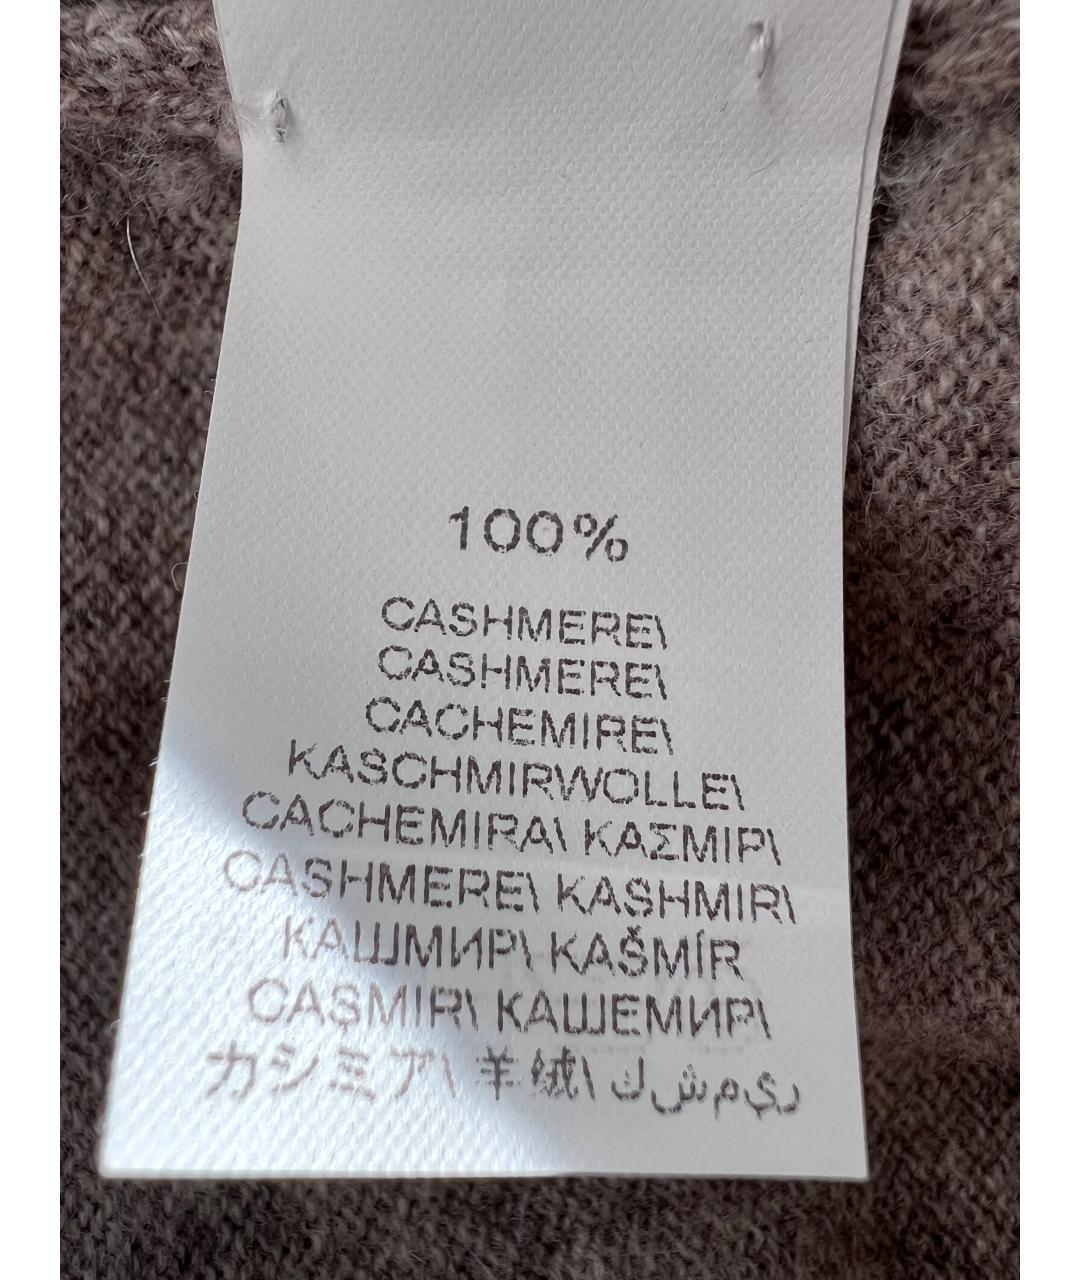 100%
CASHMERE\
CASHMERE\
CACHEMIRE\
KASCHMIRWOLLE\
CACHEMIRA\ ΚΑΣΜΙΡ\
CASHMERE\ KASHMIR\
КАШМИР\ KAŠMÍR
CAŞMIR\ КАШЕМИР\
カシミア\ 羊绒\ ك ش م ي ر